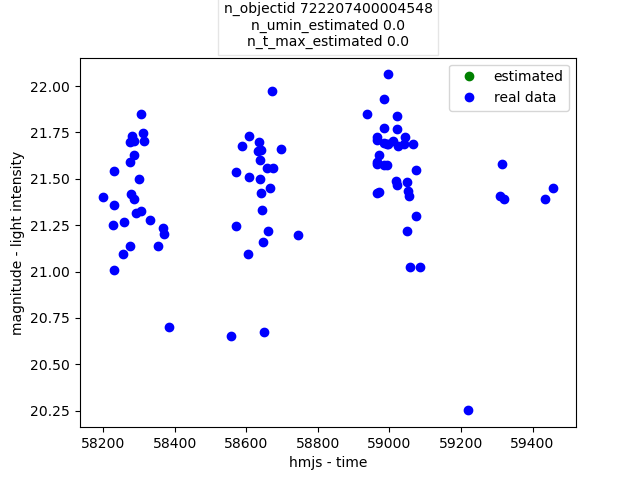 n_objectid 722207400004548
n_umin_estimated 0.0
n_t_max_estimated 0.0
estimated
real data
22.00
21.75
21.50
21.25
21.00
20.75
20.50
20.25
magnitude - light intensity
58200 58400 58600 58800 59000 59200 59400
hmjs - time